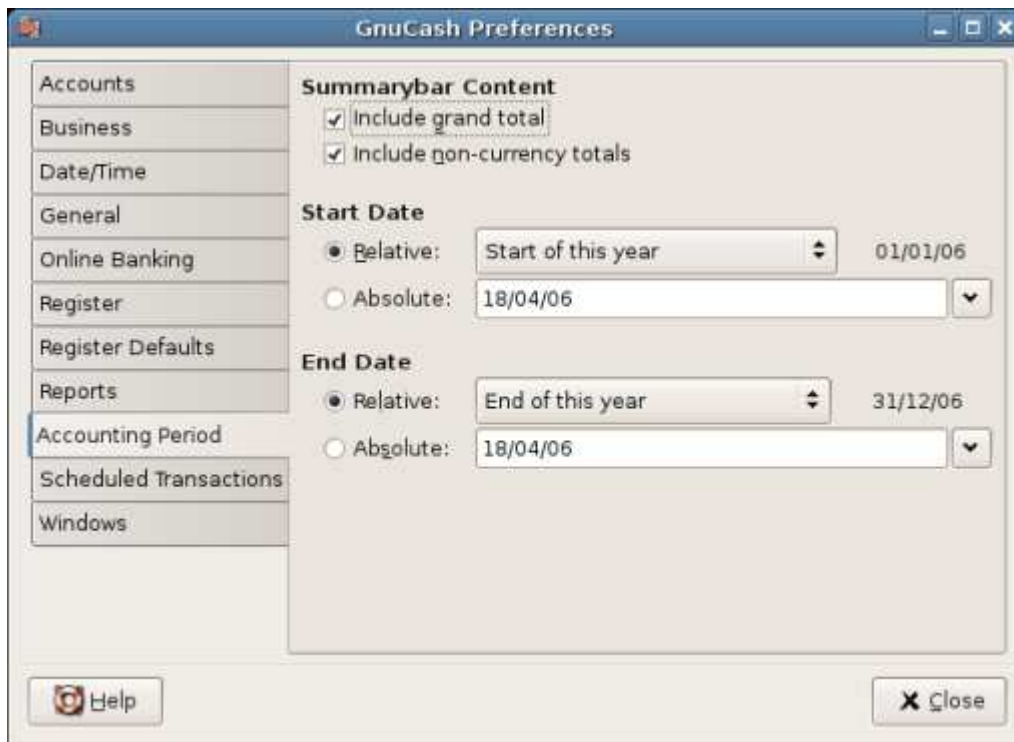 GnuCash Preferences
Accounts
Business
Date/Time
General
Online Banking
Register
Register Defaults
Reports
Accounting Period
Scheduled Transactions
Windows
Summarybar Content
Include grand total
Include non-currency totals
Start Date
Relative: Start of this year 01/01/06
Absolute: 18/04/06
End Date
Relative: End of this year 31/12/06
Absolute: 18/04/06
Help Close